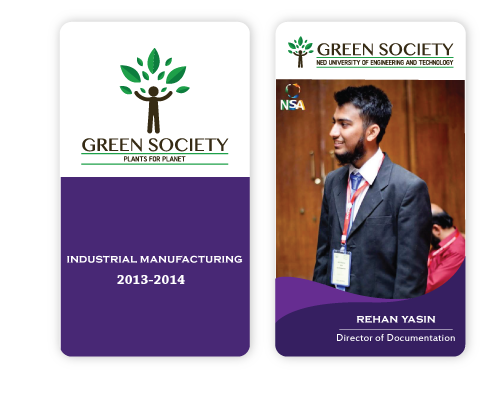 GREEN SOCIETY
PLANTS FOR PLANET
INDUSTRIAL MANUFACTURING
2013-2014
GREEN SOCIETY
NED UNIVERSITY OF ENGINEERING AND TECHNOLOGY
NSA
REHAN YASIN
Director of Documentation